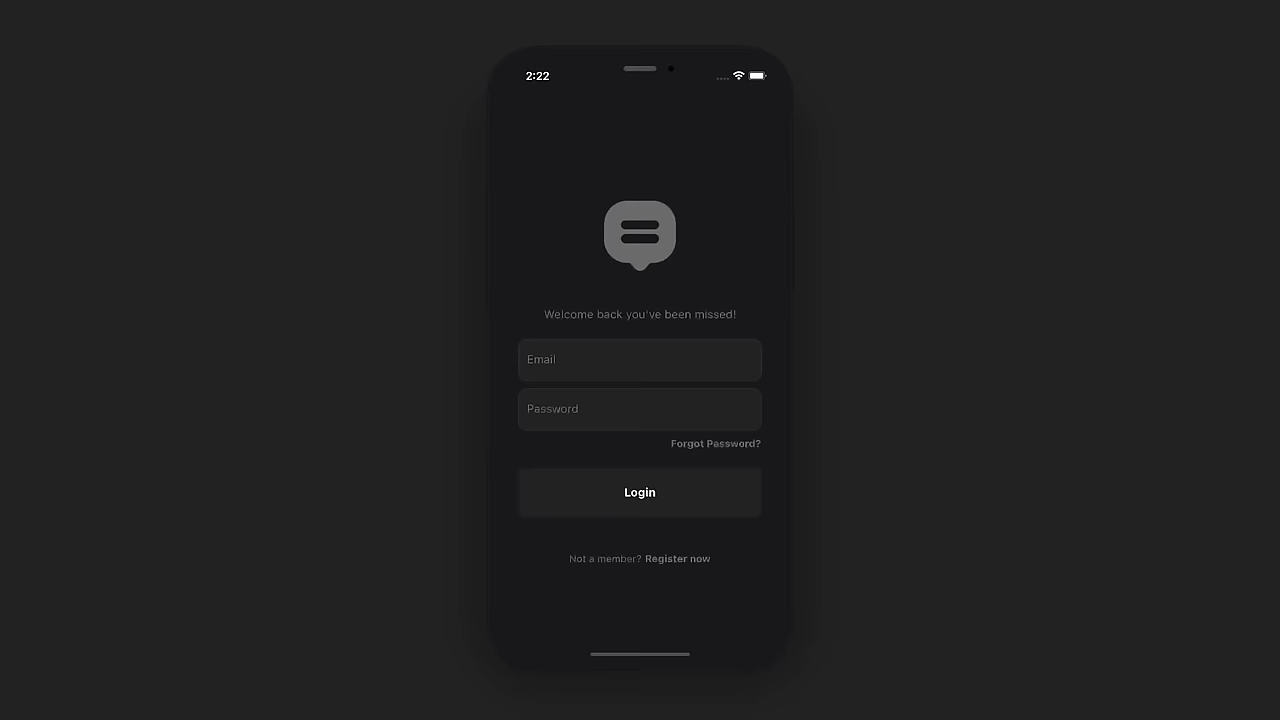 2:22
Welcome back you've been missed!
Email
Password
Forgot Password?
Login
Not a member? Register now